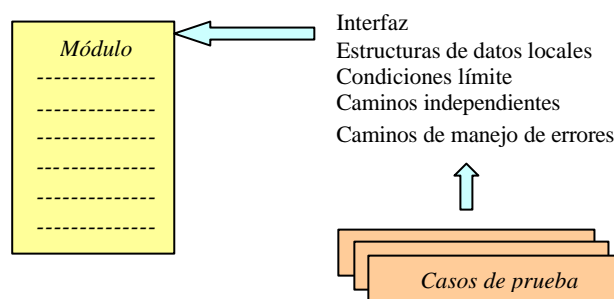 Módulo
Interfaz
Estructuras de datos locales
Condiciones límite
Caminos independientes
Caminos de manejo de errores
Casos de prueba